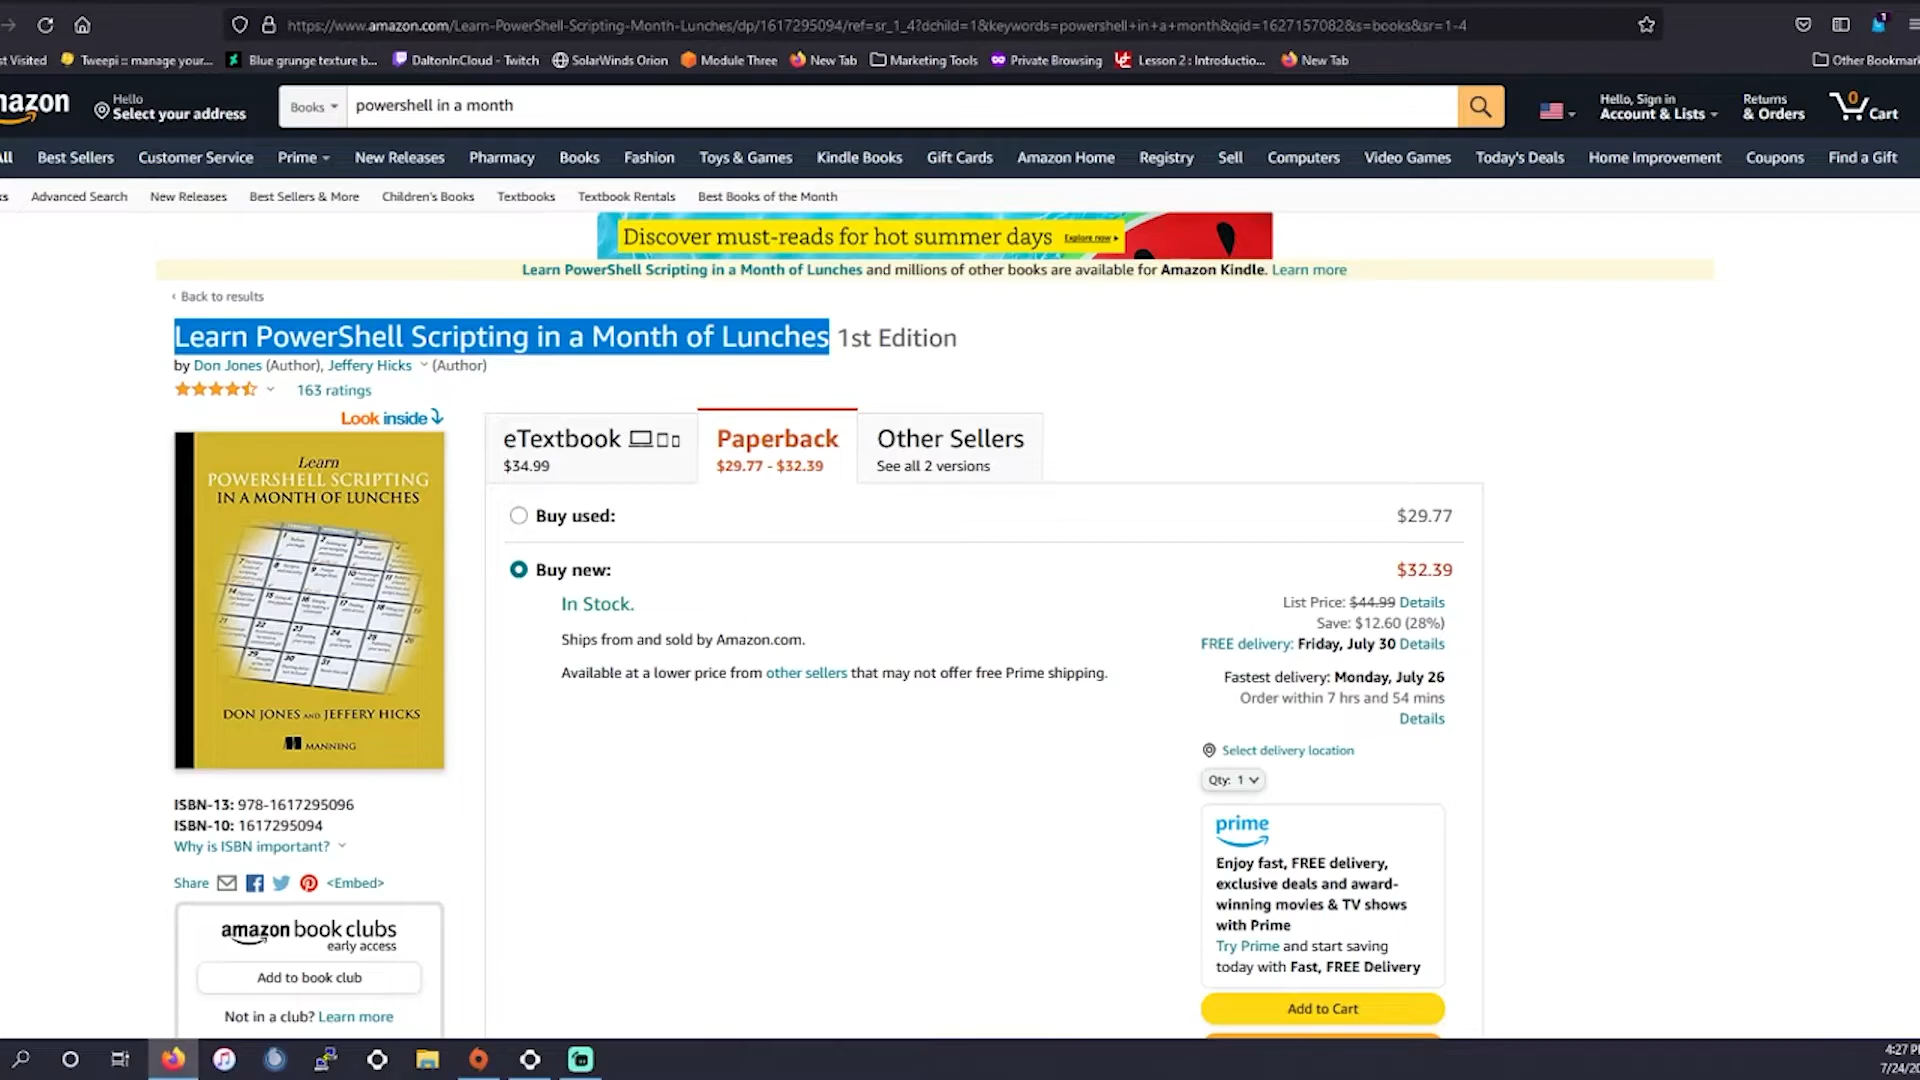 https://www.amazon.com/Learn-PowerShell-Scripting-Month-Lunches/dp/1617295094/ref=sr_1_4?dchild=1&keywords=powershell+in+a+month&qid=1627157082&s=books&sr=1-4
st Visited Tweepi :: manage your... Blue grunge texture b... DaltonInCloud - Twitch SolarWinds Orion Module Three New Tab Marketing Tools Private Browsing Lesson 2 : Introductio... New Tab Other Bookmark
mazon Hello Select your address Books powershell in a month Hello, Sign in Account & Lists Returns & Orders 0 Cart
All Best Sellers Customer Service Prime New Releases Pharmacy Books Fashion Toys & Games Kindle Books Gift Cards Amazon Home Registry Sell Computers Video Games Today's Deals Home Improvement Coupons Find a Gift
ks Advanced Search New Releases Best Sellers & More Children's Books Textbooks Textbook Rentals Best Books of the Month
Discover must-reads for hot summer days Explore now
Learn PowerShell Scripting in a Month of Lunches and millions of other books are available for Amazon Kindle. Learn more
‹ Back to results
Learn PowerShell Scripting in a Month of Lunches 1st Edition
by Don Jones (Author), Jeffery Hicks (Author)
163 ratings
Look inside
Learn
POWERSHELL SCRIPTING
IN A MONTH OF LUNCHES
DON JONES AND JEFFERY HICKS
MANNING
ISBN-13: 978-1617295096
ISBN-10: 1617295094
Why is ISBN important?
Share <Embed>
amazon book clubs
early access
Add to book club
Not in a club? Learn more
eTextbook
$34.99
Paperback
$29.77 - $32.39
Other Sellers
See all 2 versions
Buy used: $29.77
Buy new: $32.39
In Stock.
Ships from and sold by Amazon.com.
Available at a lower price from other sellers that may not offer free Prime shipping.
List Price: $44.99 Details
Save: $12.60 (28%)
FREE delivery: Friday, July 30 Details
Fastest delivery: Monday, July 26
Order within 7 hrs and 54 mins
Details
Select delivery location
Qty: 1
prime
Enjoy fast, FREE delivery,
exclusive deals and award-
winning movies & TV shows
with Prime
Try Prime and start saving
today with Fast, FREE Delivery
Add to Cart
4:27 P
7/24/20